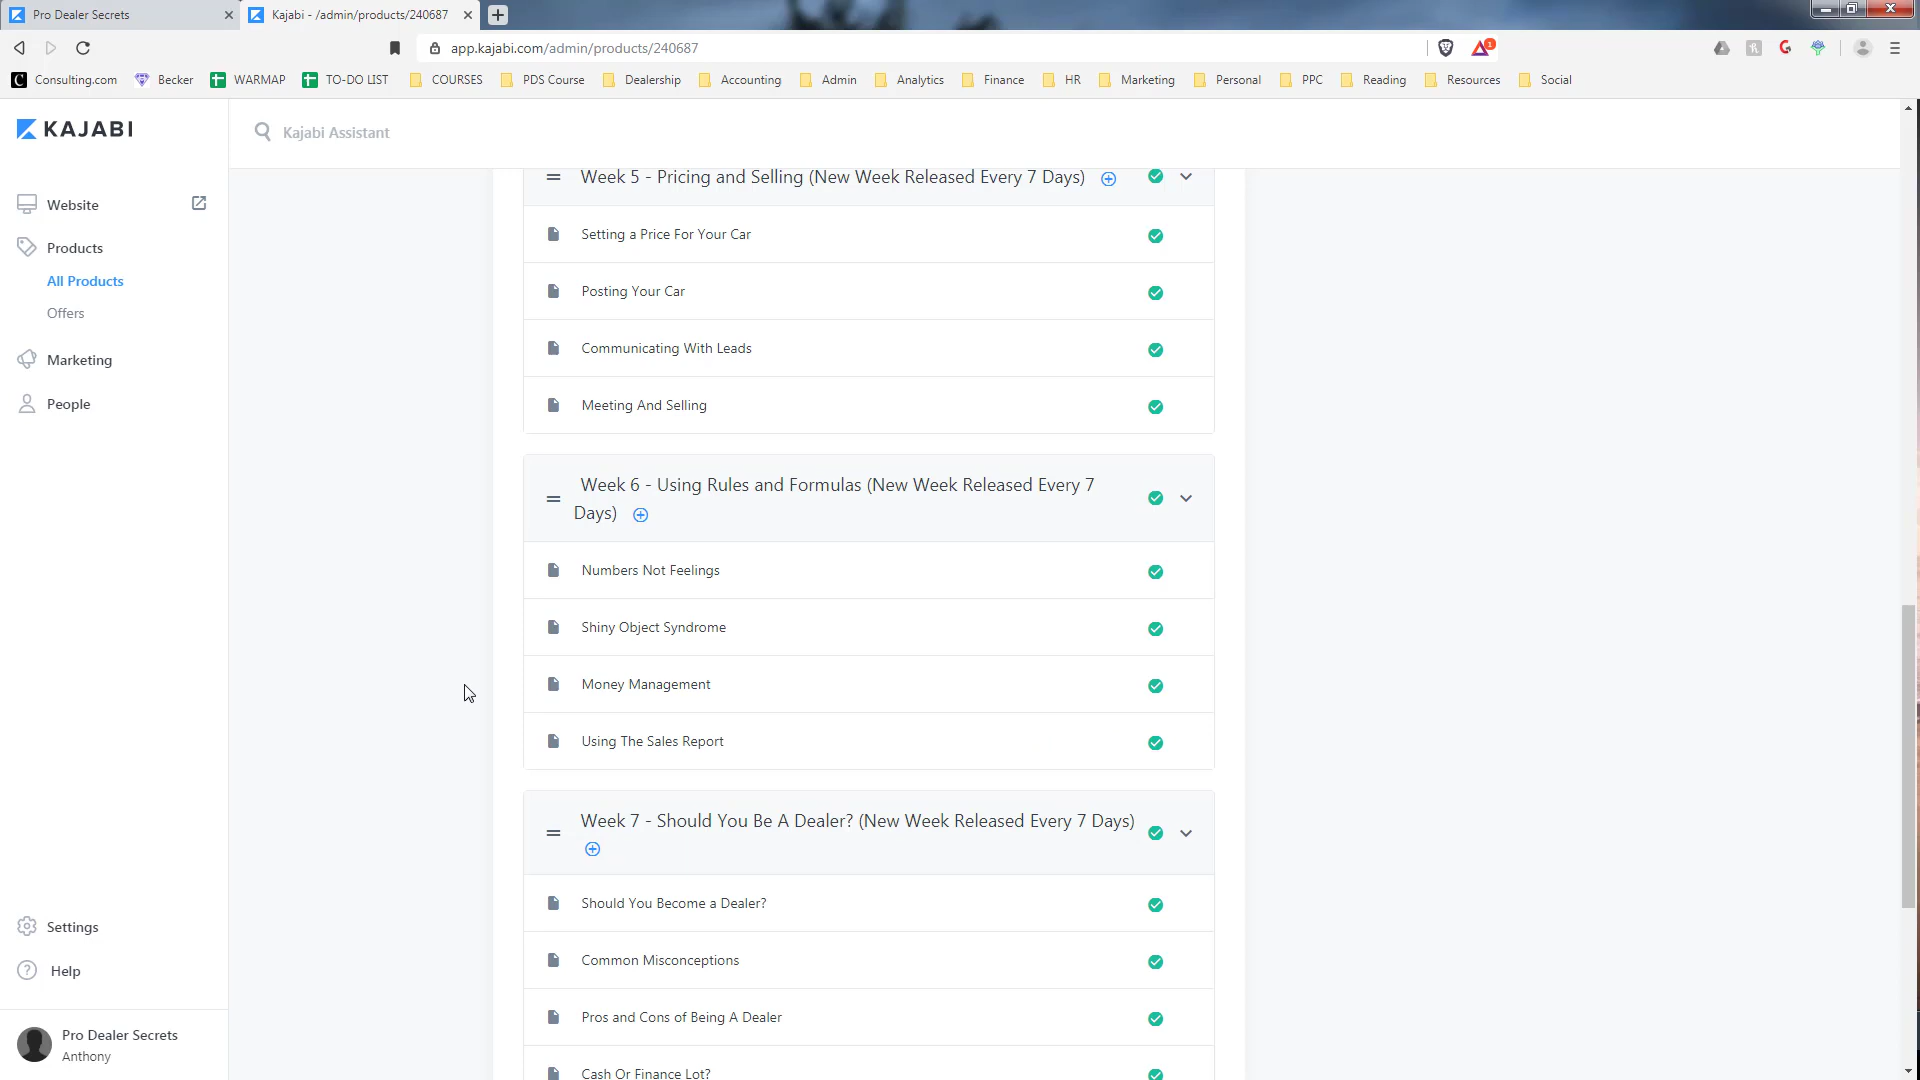 Pro Dealer Secrets
Kajabi - /admin/products/240687
app.kajabi.com/admin/products/240687
1
Consulting.com
Becker
WARMAP
TO-DO LIST
COURSES
PDS Course
Dealership
Accounting
Admin
Analytics
Finance
HR
Marketing
Personal
PPC
Reading
Resources
Social
KAJABI
Kajabi Assistant
Website
Products
All Products
Offers
Marketing
People
Settings
Help
Pro Dealer Secrets
Anthony
Week 5 - Pricing and Selling (New Week Released Every 7 Days)
Setting a Price For Your Car
Posting Your Car
Communicating With Leads
Meeting And Selling
Week 6 - Using Rules and Formulas (New Week Released Every 7
Days)
Numbers Not Feelings
Shiny Object Syndrome
Money Management
Using The Sales Report
Week 7 - Should You Be A Dealer? (New Week Released Every 7 Days)
Should You Become a Dealer?
Common Misconceptions
Pros and Cons of Being A Dealer
Cash Or Finance Lot?